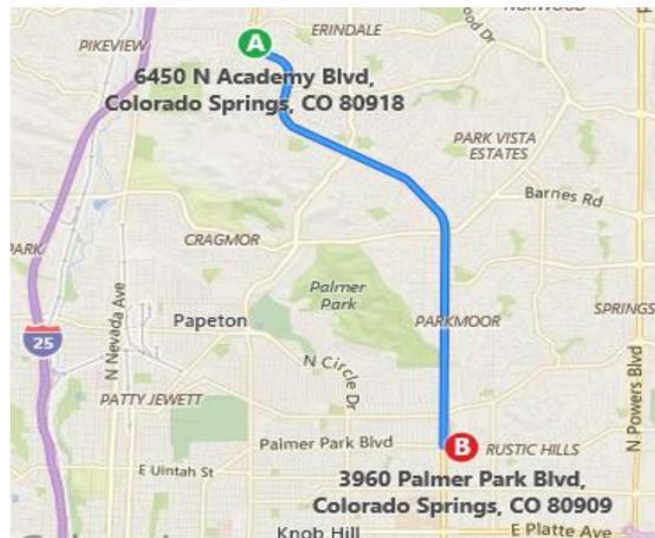 ERINDALE
PIKEVIEW
A
6450 N Academy Blvd,
Colorado Springs, CO 80918
PARK VISTA
ESTATES
Barnes Rd
CRAGMOR
PARK
Palmer
Park
SPRINGS
Papeton
PARKMOOR
25
N Nevada Ave
N Circle Dr
N Powers Blvd
PATTY JEWETT
Palmer Park Blvd
B
RUSTIC HILLS
E Uintah St
3960 Palmer Park Blvd,
Colorado Springs, CO 80909
Knob Hill
E Platte Ave